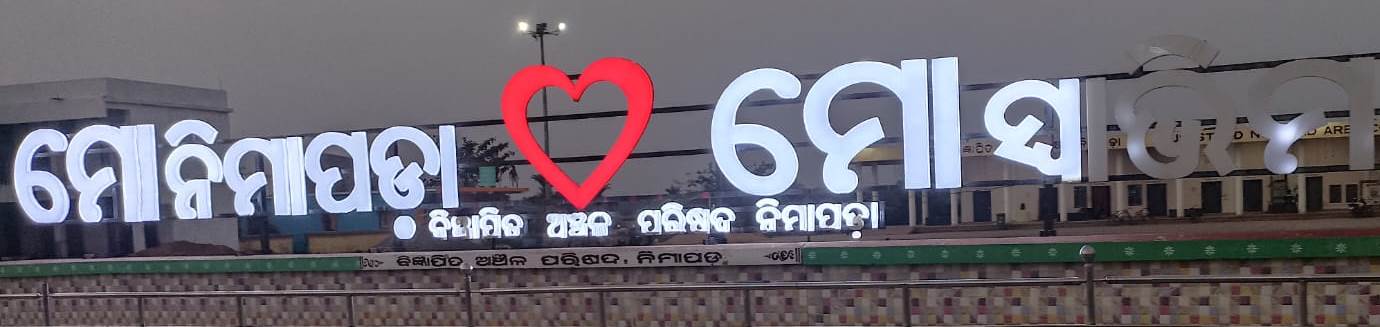 ମୋ ନିମାପଡ଼ା ❤ ମୋ ସ୍ବାଭିମାନ
ବିଜ୍ଞାପିତ ଅଞ୍ଚଳ ପରିଷଦ ନିମାପଡ଼ା
ବିଜ୍ଞାପିତ ଅଞ୍ଚଳ ପରିଷଦ, ନିମାପଡ଼ା